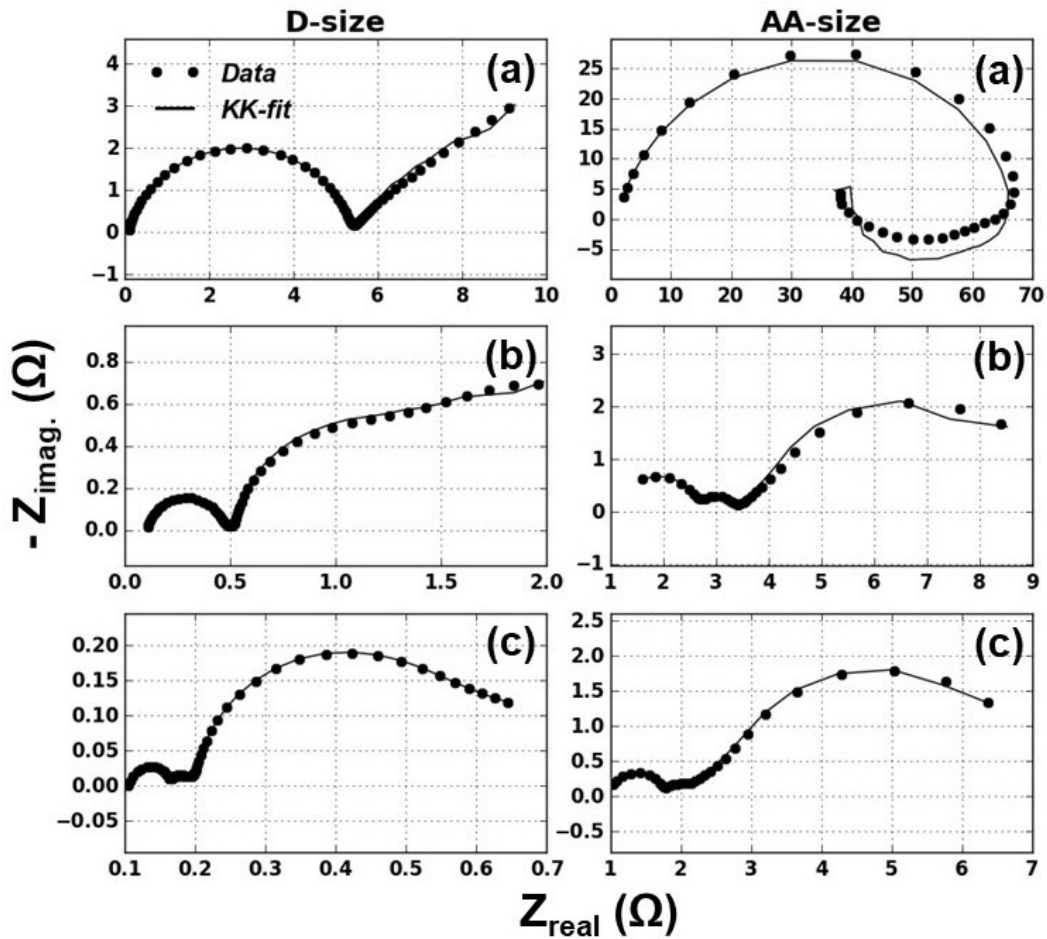 D-size
AA-size
(a)
Data
KK-fit
4
3
2
1
0
−1
0 2 4 6 8 10
(a)
25
20
15
10
5
0
−5
0 10 20 30 40 50 60 70
(b)
0.8
0.6
0.4
0.2
0.0
0.0 0.5 1.0 1.5 2.0
(b)
3
2
1
0
−1
1 2 3 4 5 6 7 8 9
(c)
0.20
0.15
0.10
0.05
0.00
−0.05
0.1 0.2 0.3 0.4 0.5 0.6 0.7
(c)
2.5
2.0
1.5
1.0
0.5
0.0
−0.5
1 2 3 4 5 6 7
- Zimag. (Ω)
Zreal (Ω)